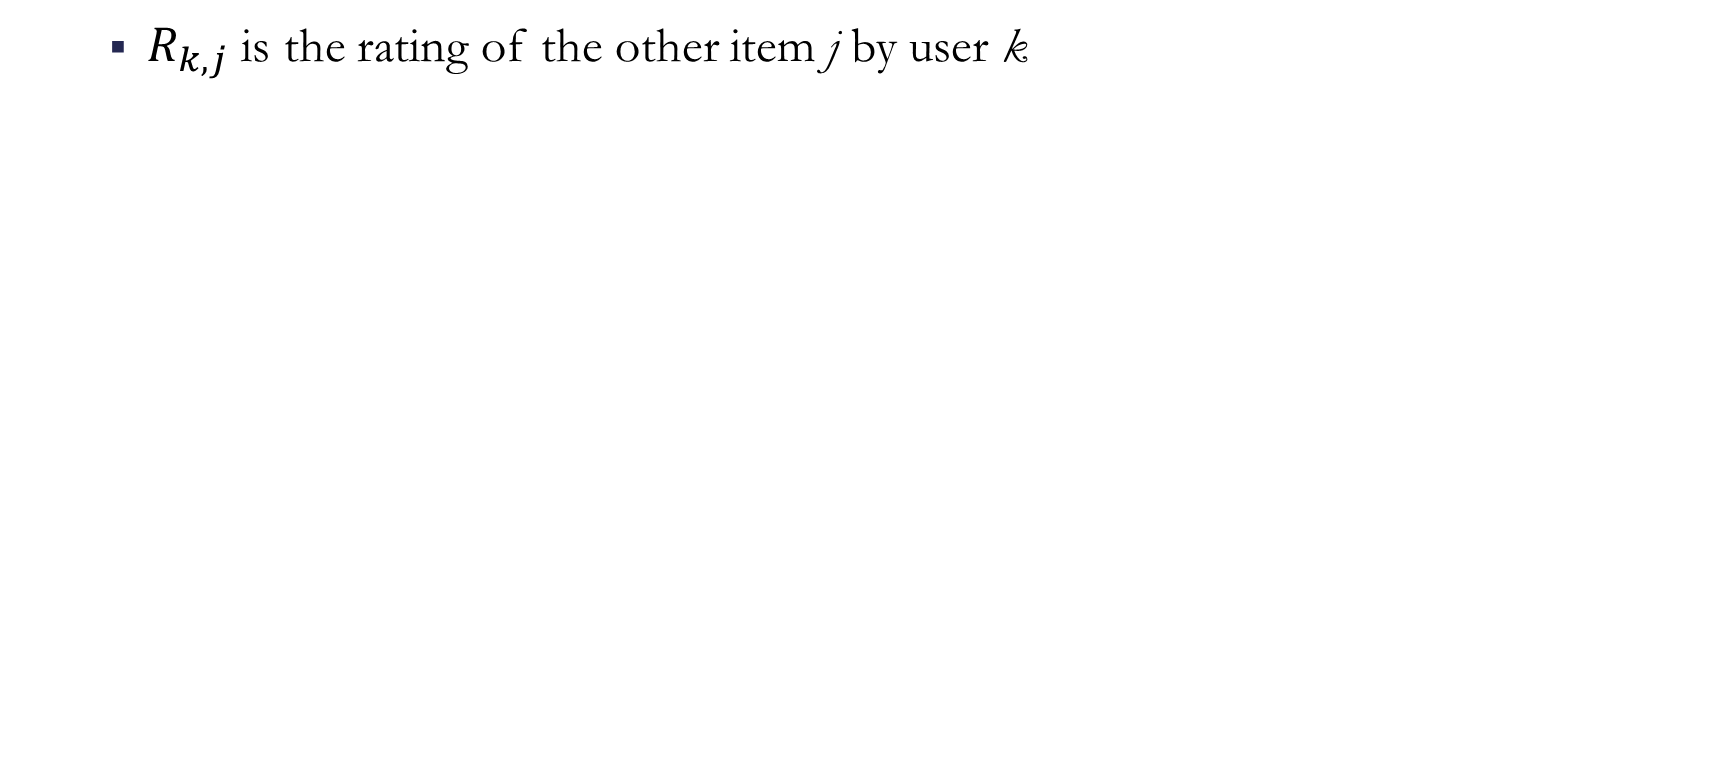 ▪ R_{k,j} is the rating of the other item j by user k